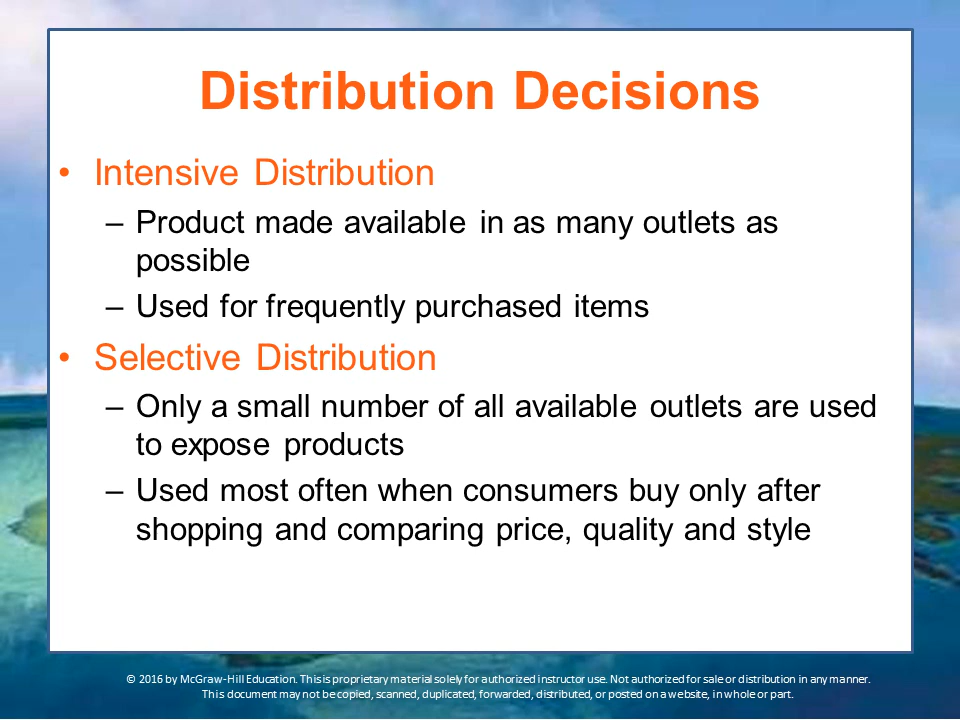 Distribution Decisions
• Intensive Distribution
– Product made available in as many outlets as
possible
– Used for frequently purchased items
• Selective Distribution
– Only a small number of all available outlets are used
to expose products
– Used most often when consumers buy only after
shopping and comparing price, quality and style
© 2016 by McGraw-Hill Education. This is proprietary material solely for authorized instructor use. Not authorized for sale or distribution in any manner.
This document may not be copied, scanned, duplicated, forwarded, distributed, or posted on a website, in whole or part.